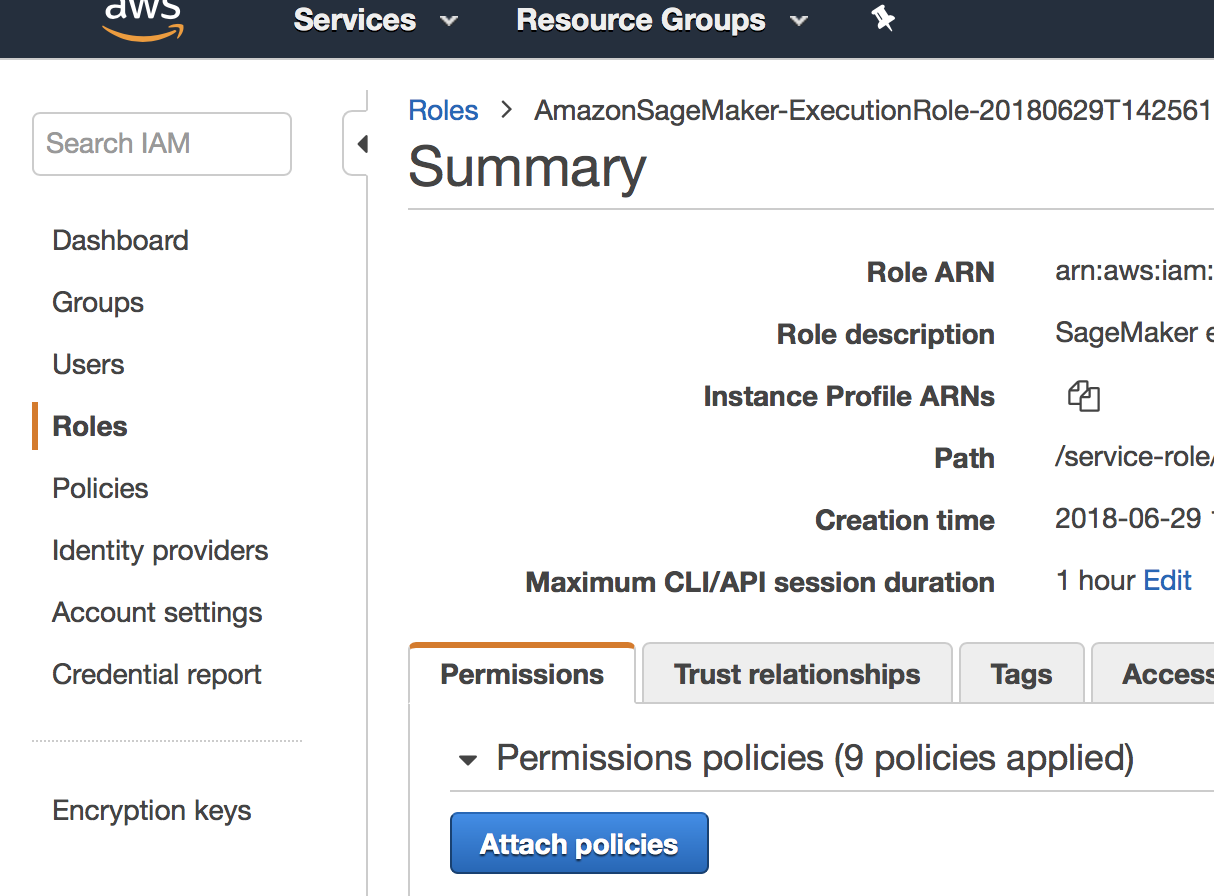 aws
Services
Resource Groups
Search IAM
Dashboard
Groups
Users
Roles
Policies
Identity providers
Account settings
Credential report
Encryption keys
Roles > AmazonSageMaker-ExecutionRole-20180629T142561
Summary
Role ARN arn:aws:iam:
Role description SageMaker e
Instance Profile ARNs
Path /service-role/
Creation time 2018-06-29
Maximum CLI/API session duration 1 hour Edit
Permissions
Trust relationships
Tags
Access
Permissions policies (9 policies applied)
Attach policies